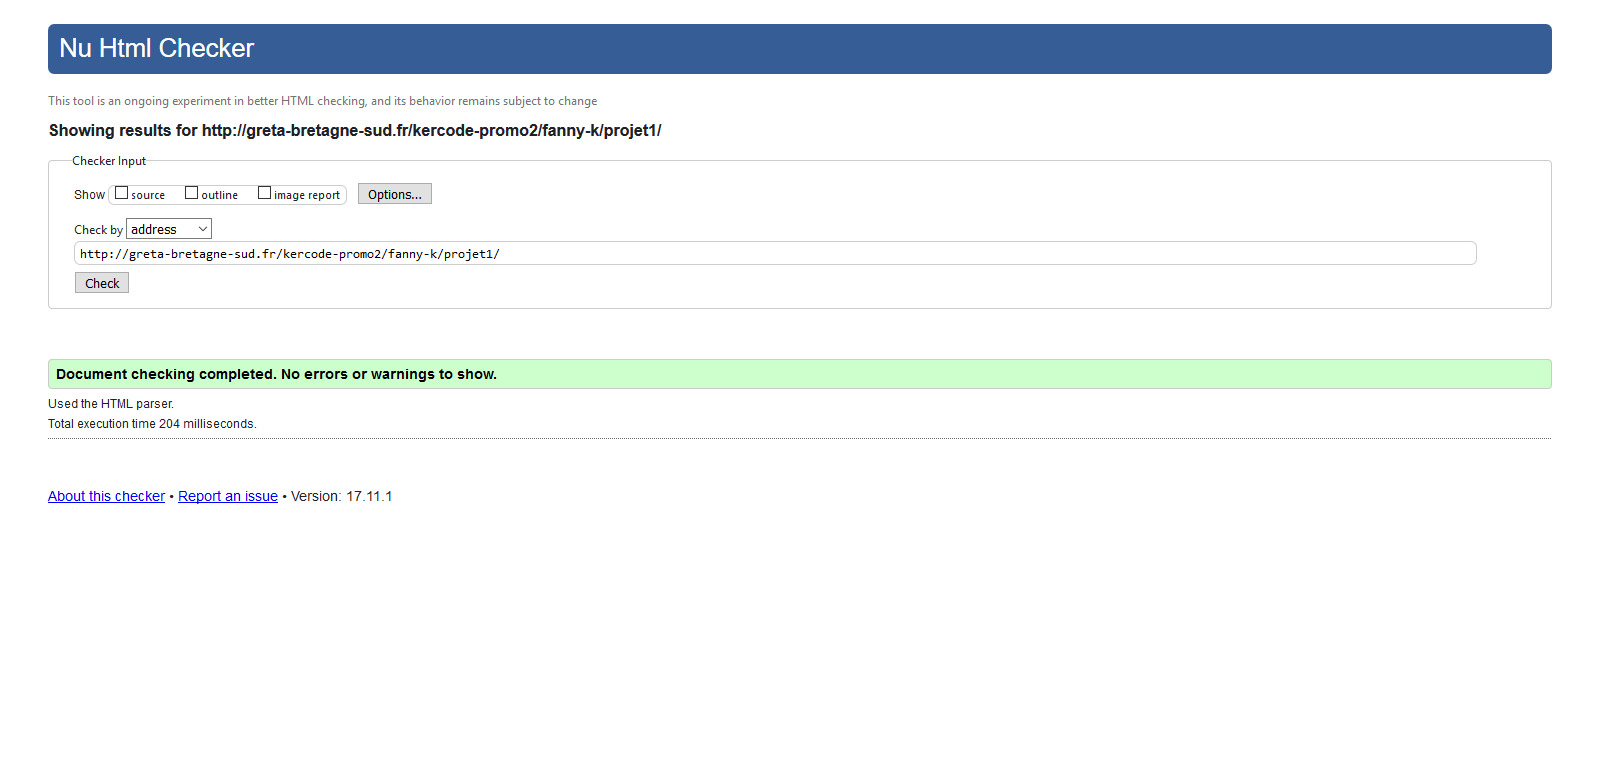 Nu Html Checker
This tool is an ongoing experiment in better HTML checking, and its behavior remains subject to change
Showing results for http://greta-bretagne-sud.fr/kercode-promo2/fanny-k/projet1/
Checker Input
Show source outline image report Options...
Check by address
http://greta-bretagne-sud.fr/kercode-promo2/fanny-k/projet1/
Check
Document checking completed. No errors or warnings to show.
Used the HTML parser.
Total execution time 204 milliseconds.
About this checker • Report an issue • Version: 17.11.1